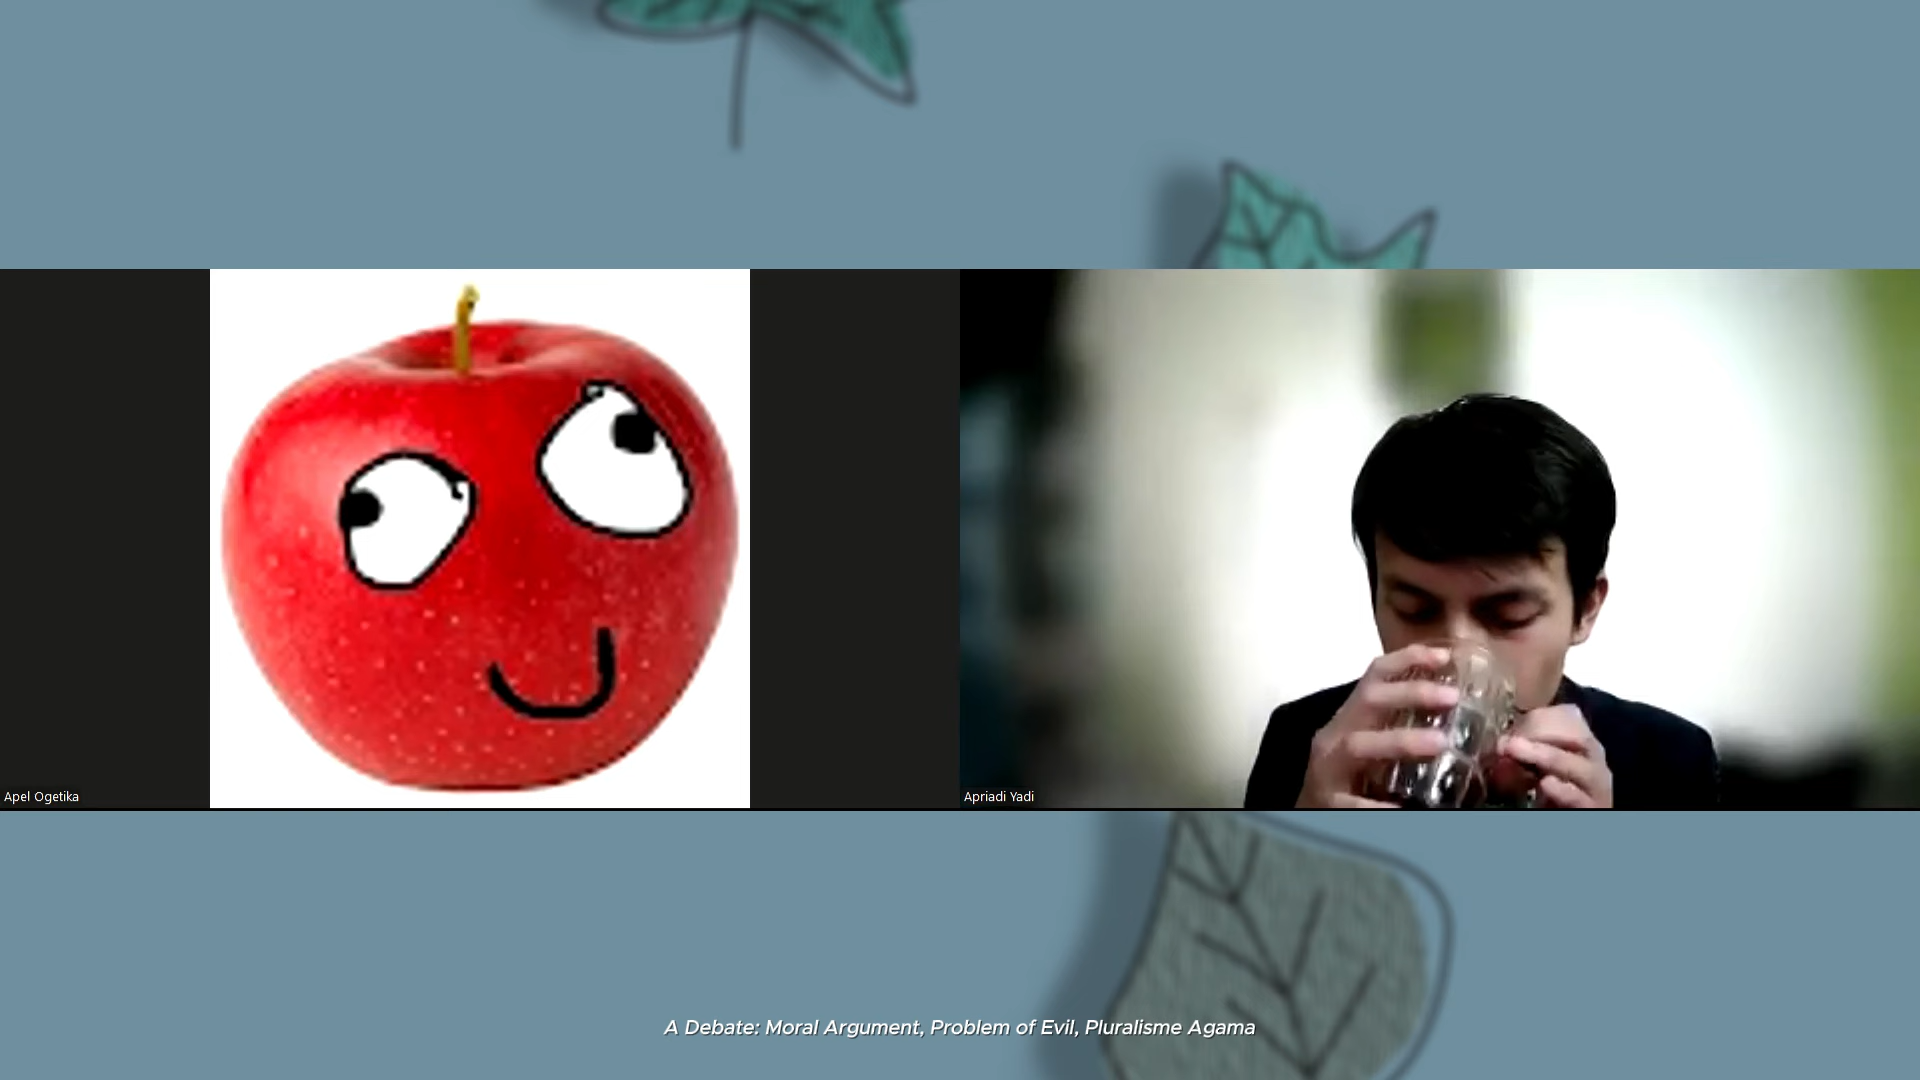 Apel Ogetika
Apriadi Yadi
A Debate: Moral Argument, Problem of Evil, Pluralisme Agama